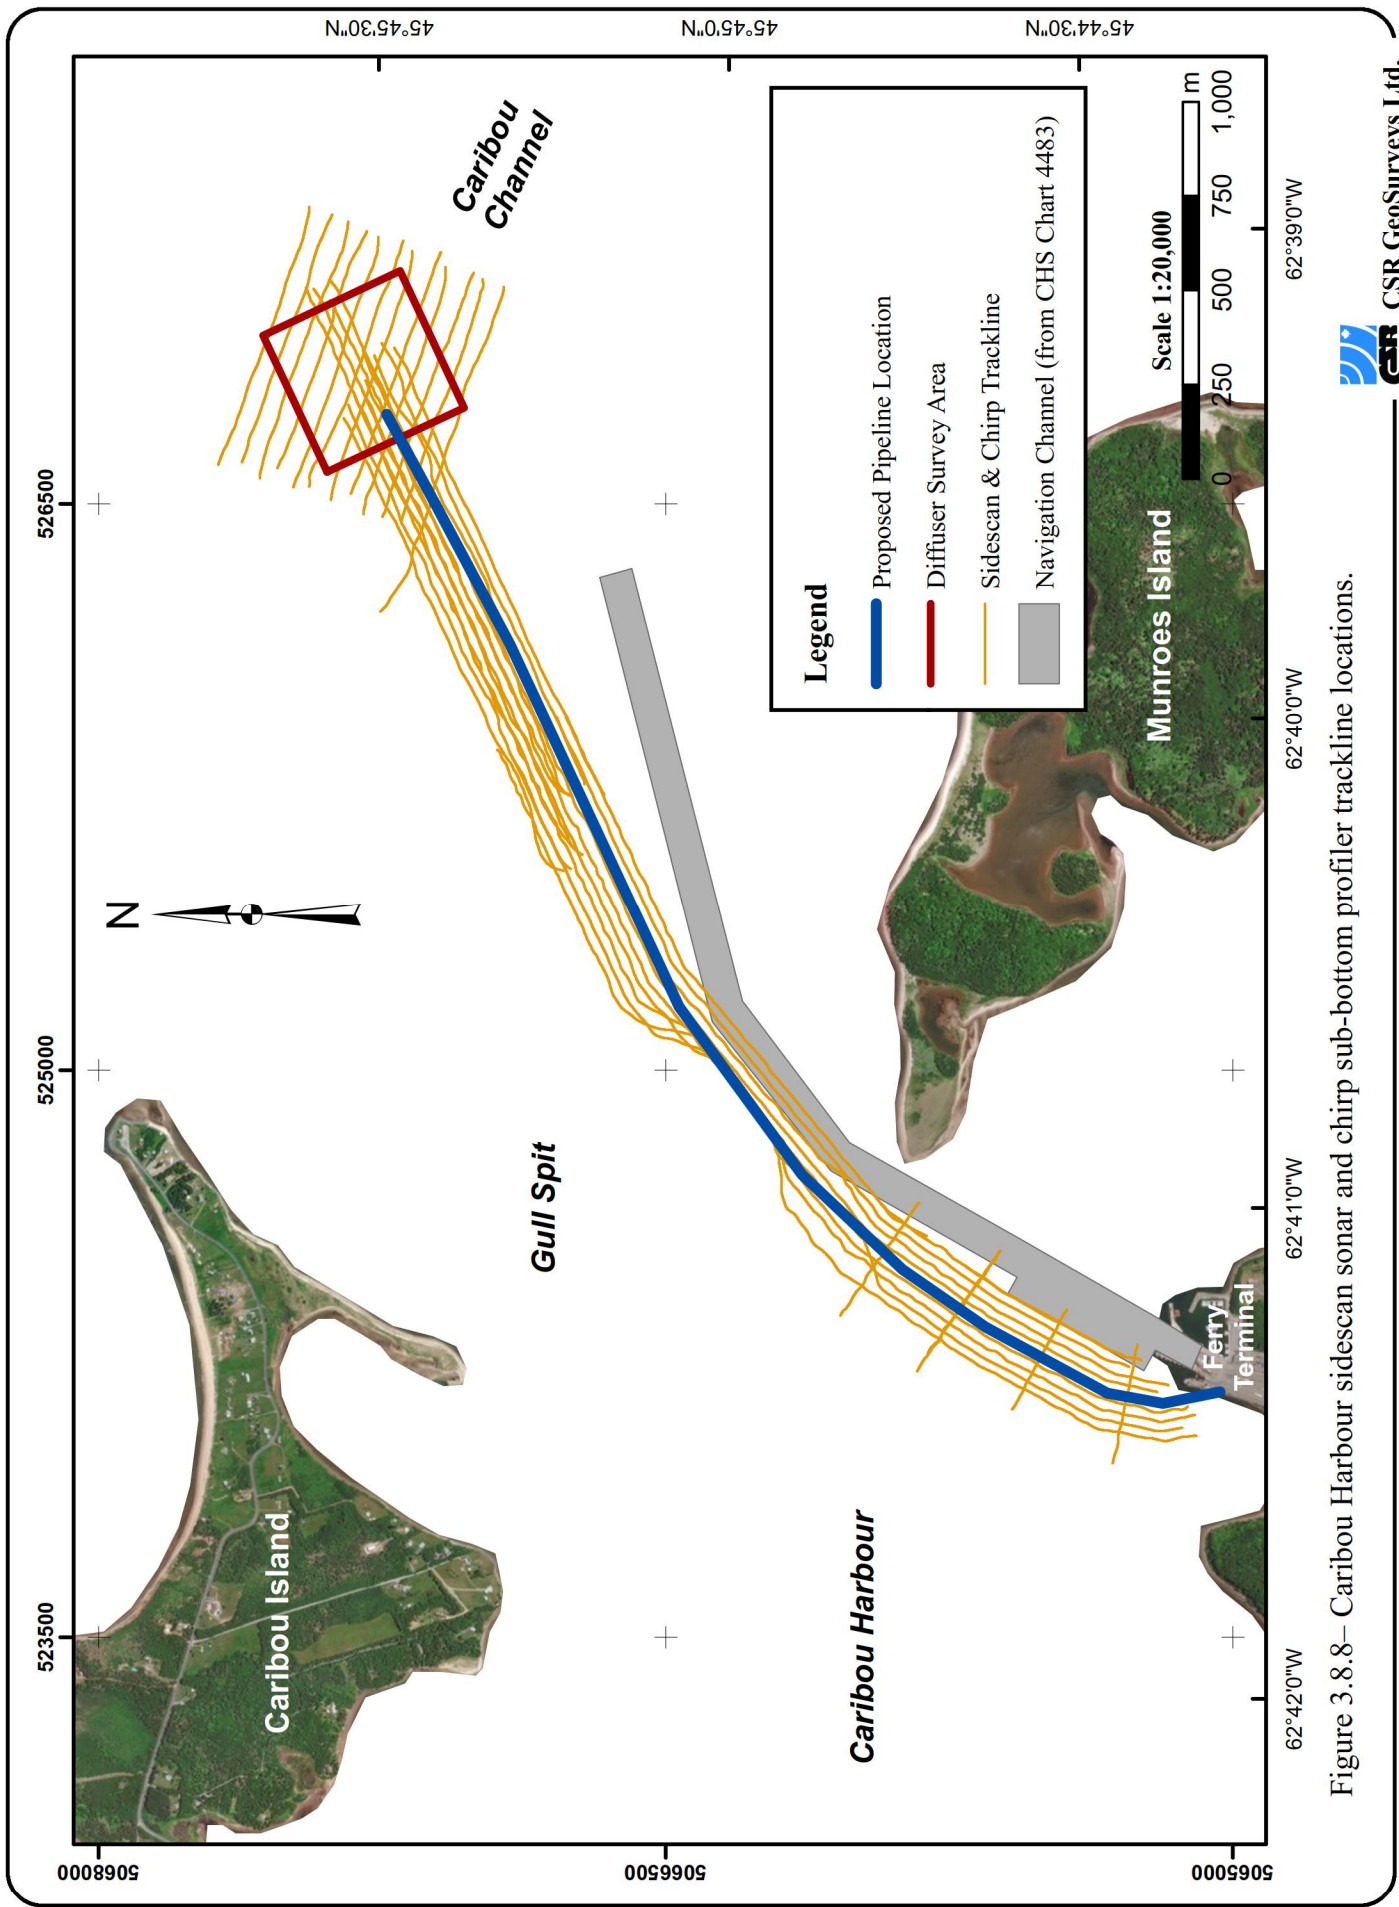 523500
525000
526500
5068000
5066500
5065000
45°45'30"N
45°45'0"N
45°44'30"N
N
Caribou
Channel
Caribou Island
Gull Spit
Caribou Harbour
Munroes Island
Ferry
Terminal
Legend
Proposed Pipeline Location
Diffuser Survey Area
Sidescan & Chirp Trackline
Navigation Channel (from CHS Chart 4483)
Scale 1:20,000
0 250 500 750 1,000 m
62°42'0"W
62°41'0"W
62°40'0"W
62°39'0"W
Figure 3.8.8– Caribou Harbour sidescan sonar and chirp sub-bottom profiler trackline locations.
CSR CSR GeoSurveys Ltd.